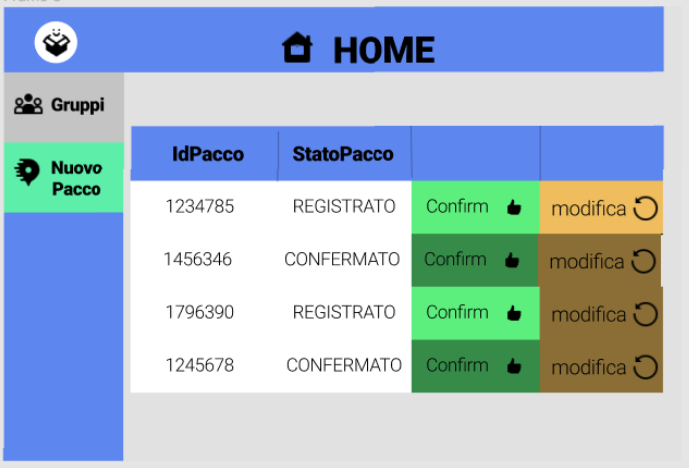 HOME
Gruppi
Nuovo
Pacco
IdPacco StatoPacco
1234785 REGISTRATO Confirm modifica
1456346 CONFERMATO Confirm modifica
1796390 REGISTRATO Confirm modifica
1245678 CONFERMATO Confirm modifica